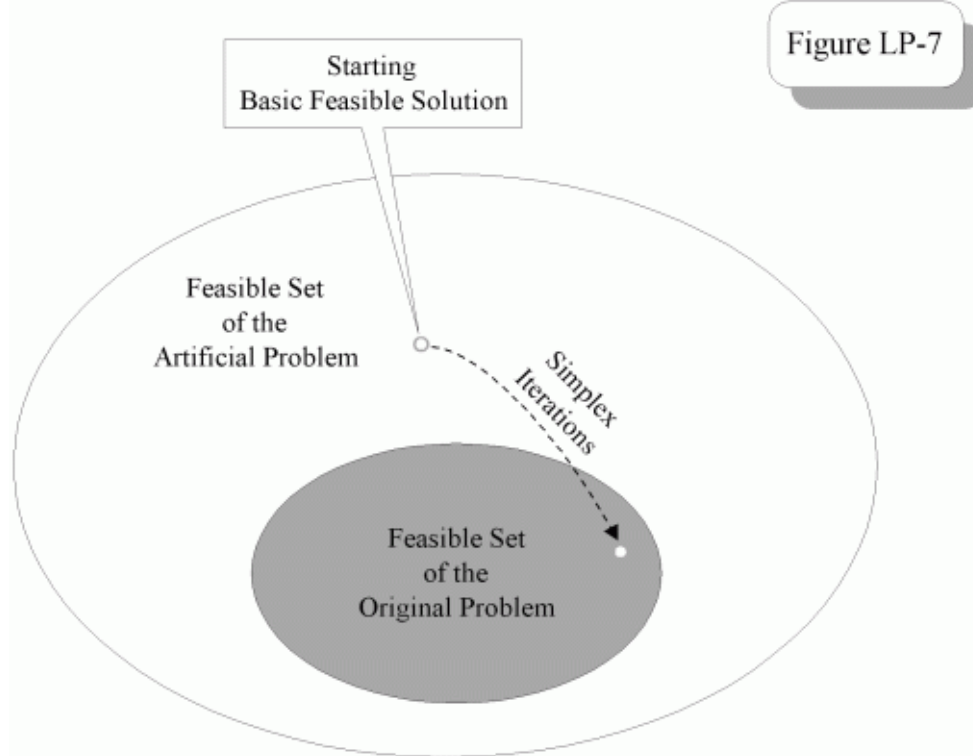 Figure LP-7
Starting
Basic Feasible Solution
Feasible Set
of the
Artificial Problem
Simplex
Iterations
Feasible Set
of the
Original Problem